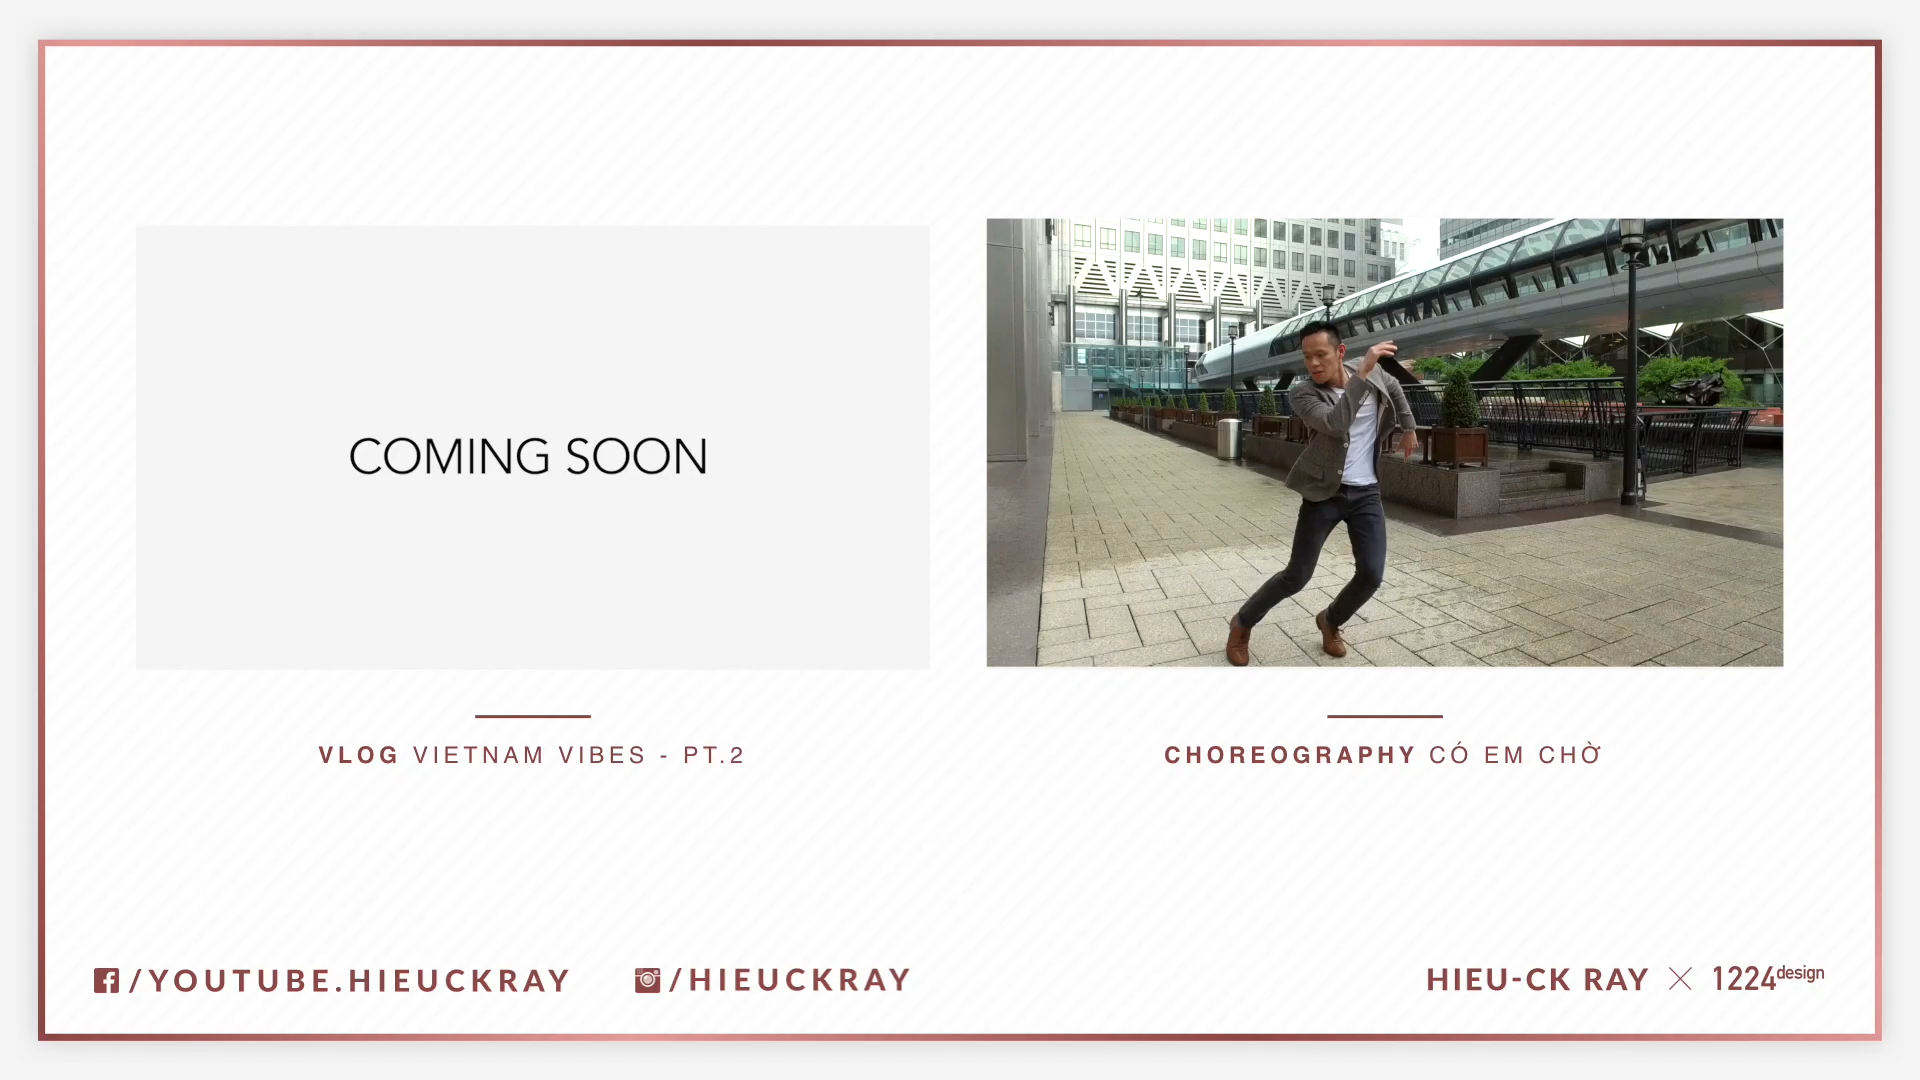 COMING SOON
VLOG VIETNAM VIBES - PT.2
CHOREOGRAPHY CÓ EM CHỜ
/YOUTUBE.HIEUCKRAY
/HIEUCKRAY
HIEU-CK RAY × 1224design